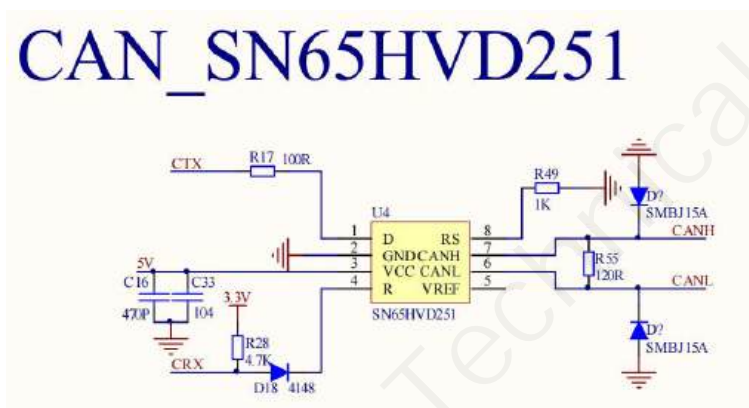 CAN_SN65HVD251
CTX
R17 100R
R49
1K
D?
SMBJ15A
U4
1 D RS 8
2 GND CANH 7
3 VCC CANL 6
4 R VREF 5
SN65HVD251
CANH
R55
120R
CANL
5V
C16 C33
470P 104
3.3V
R28
4.7K
CRX
D18 4148
D?
SMBJ15A
Technical